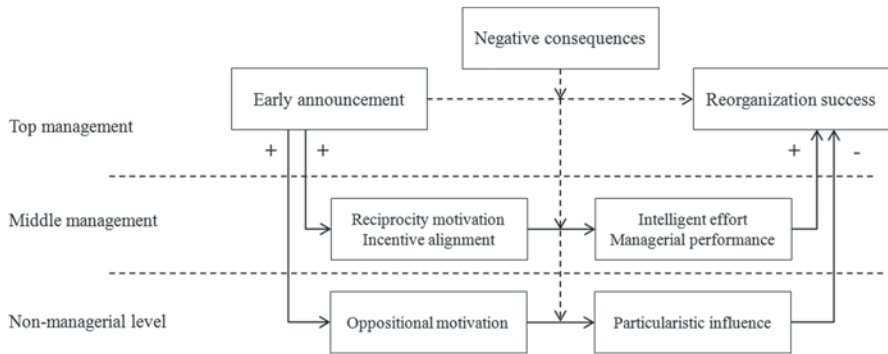 Negative consequences
Early announcement
Reorganization success
Top management
+
+
+
-
Middle management
Reciprocity motivation
Incentive alignment
Intelligent effort
Managerial performance
Non-managerial level
Oppositional motivation
Particularistic influence